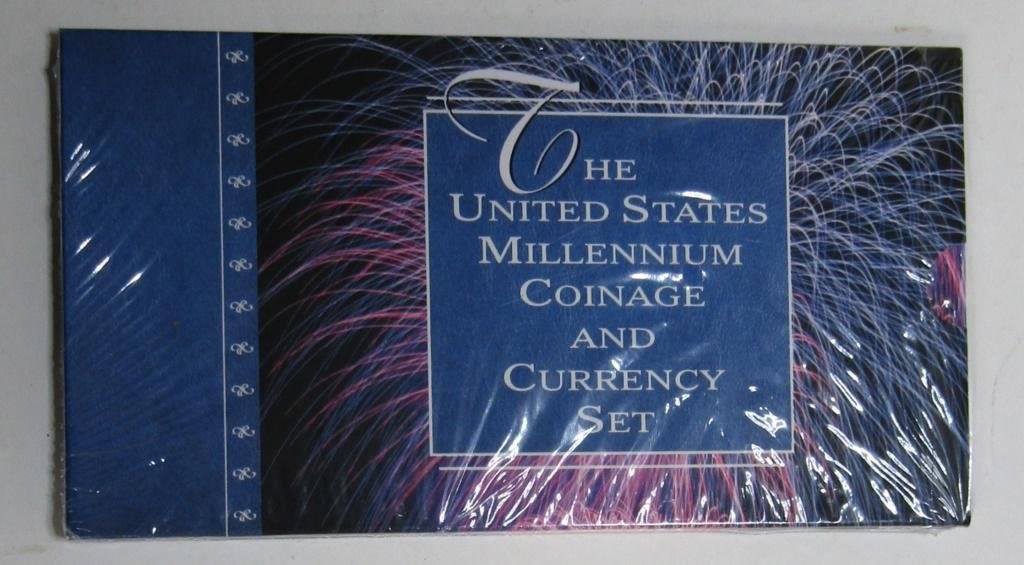 THE
UNITED STATES
MILLENNIUM
COINAGE
AND
CURRENCY
SET